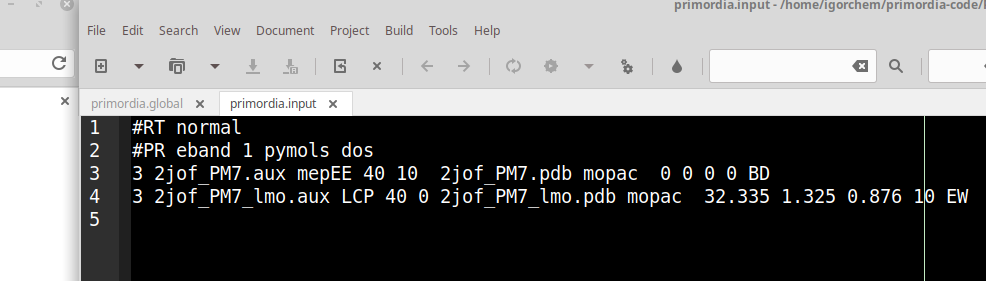 primordia.input - /home/igorchem/primordia-code/
File Edit Search View Document Project Build Tools Help
primordia.global primordia.input
1 #RT normal
2 #PR eband 1 pymols dos
3 3 2jof_PM7.aux mepEE 40 10  2jof_PM7.pdb mopac  0 0 0 0 BD
4 3 2jof_PM7_lmo.aux LCP 40 0 2jof_PM7_lmo.pdb mopac  32.335 1.325 0.876 10 EW
5